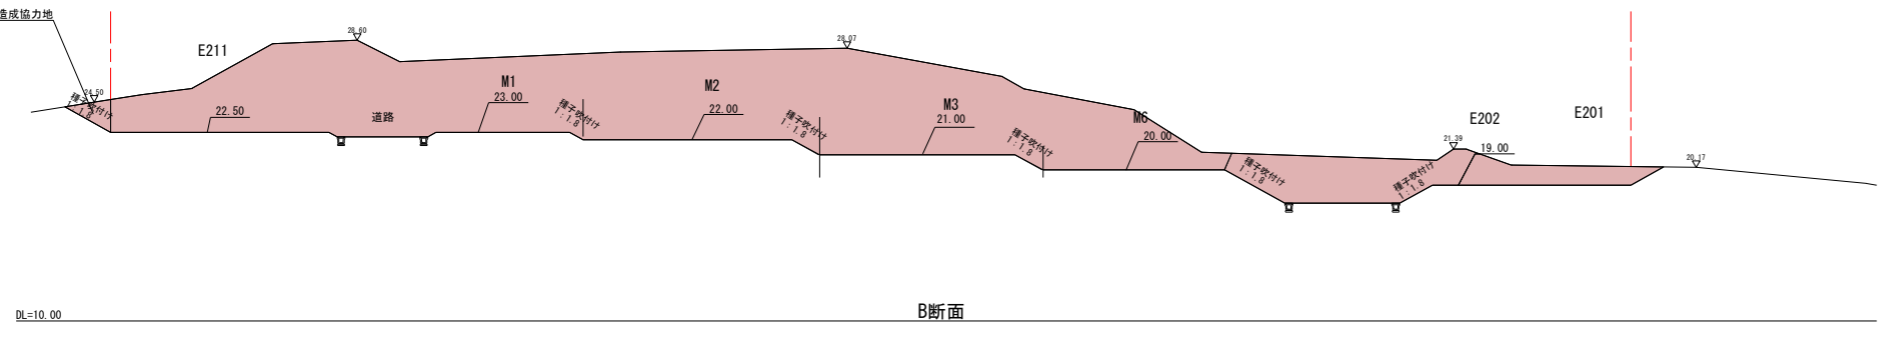 造成協力地
E211
28.60
28.07
24.50
種子吹付け
1:1.8
22.50
道路
M1
23.00
種子吹付け
1:1.8
M2
22.00
種子吹付け
1:1.8
M3
21.00
種子吹付け
1:1.8
M6
20.00
種子吹付け
1:1.8
種子吹付け
1:1.8
21.39
E202
19.00
E201
20.17
B断面
DL=10.00